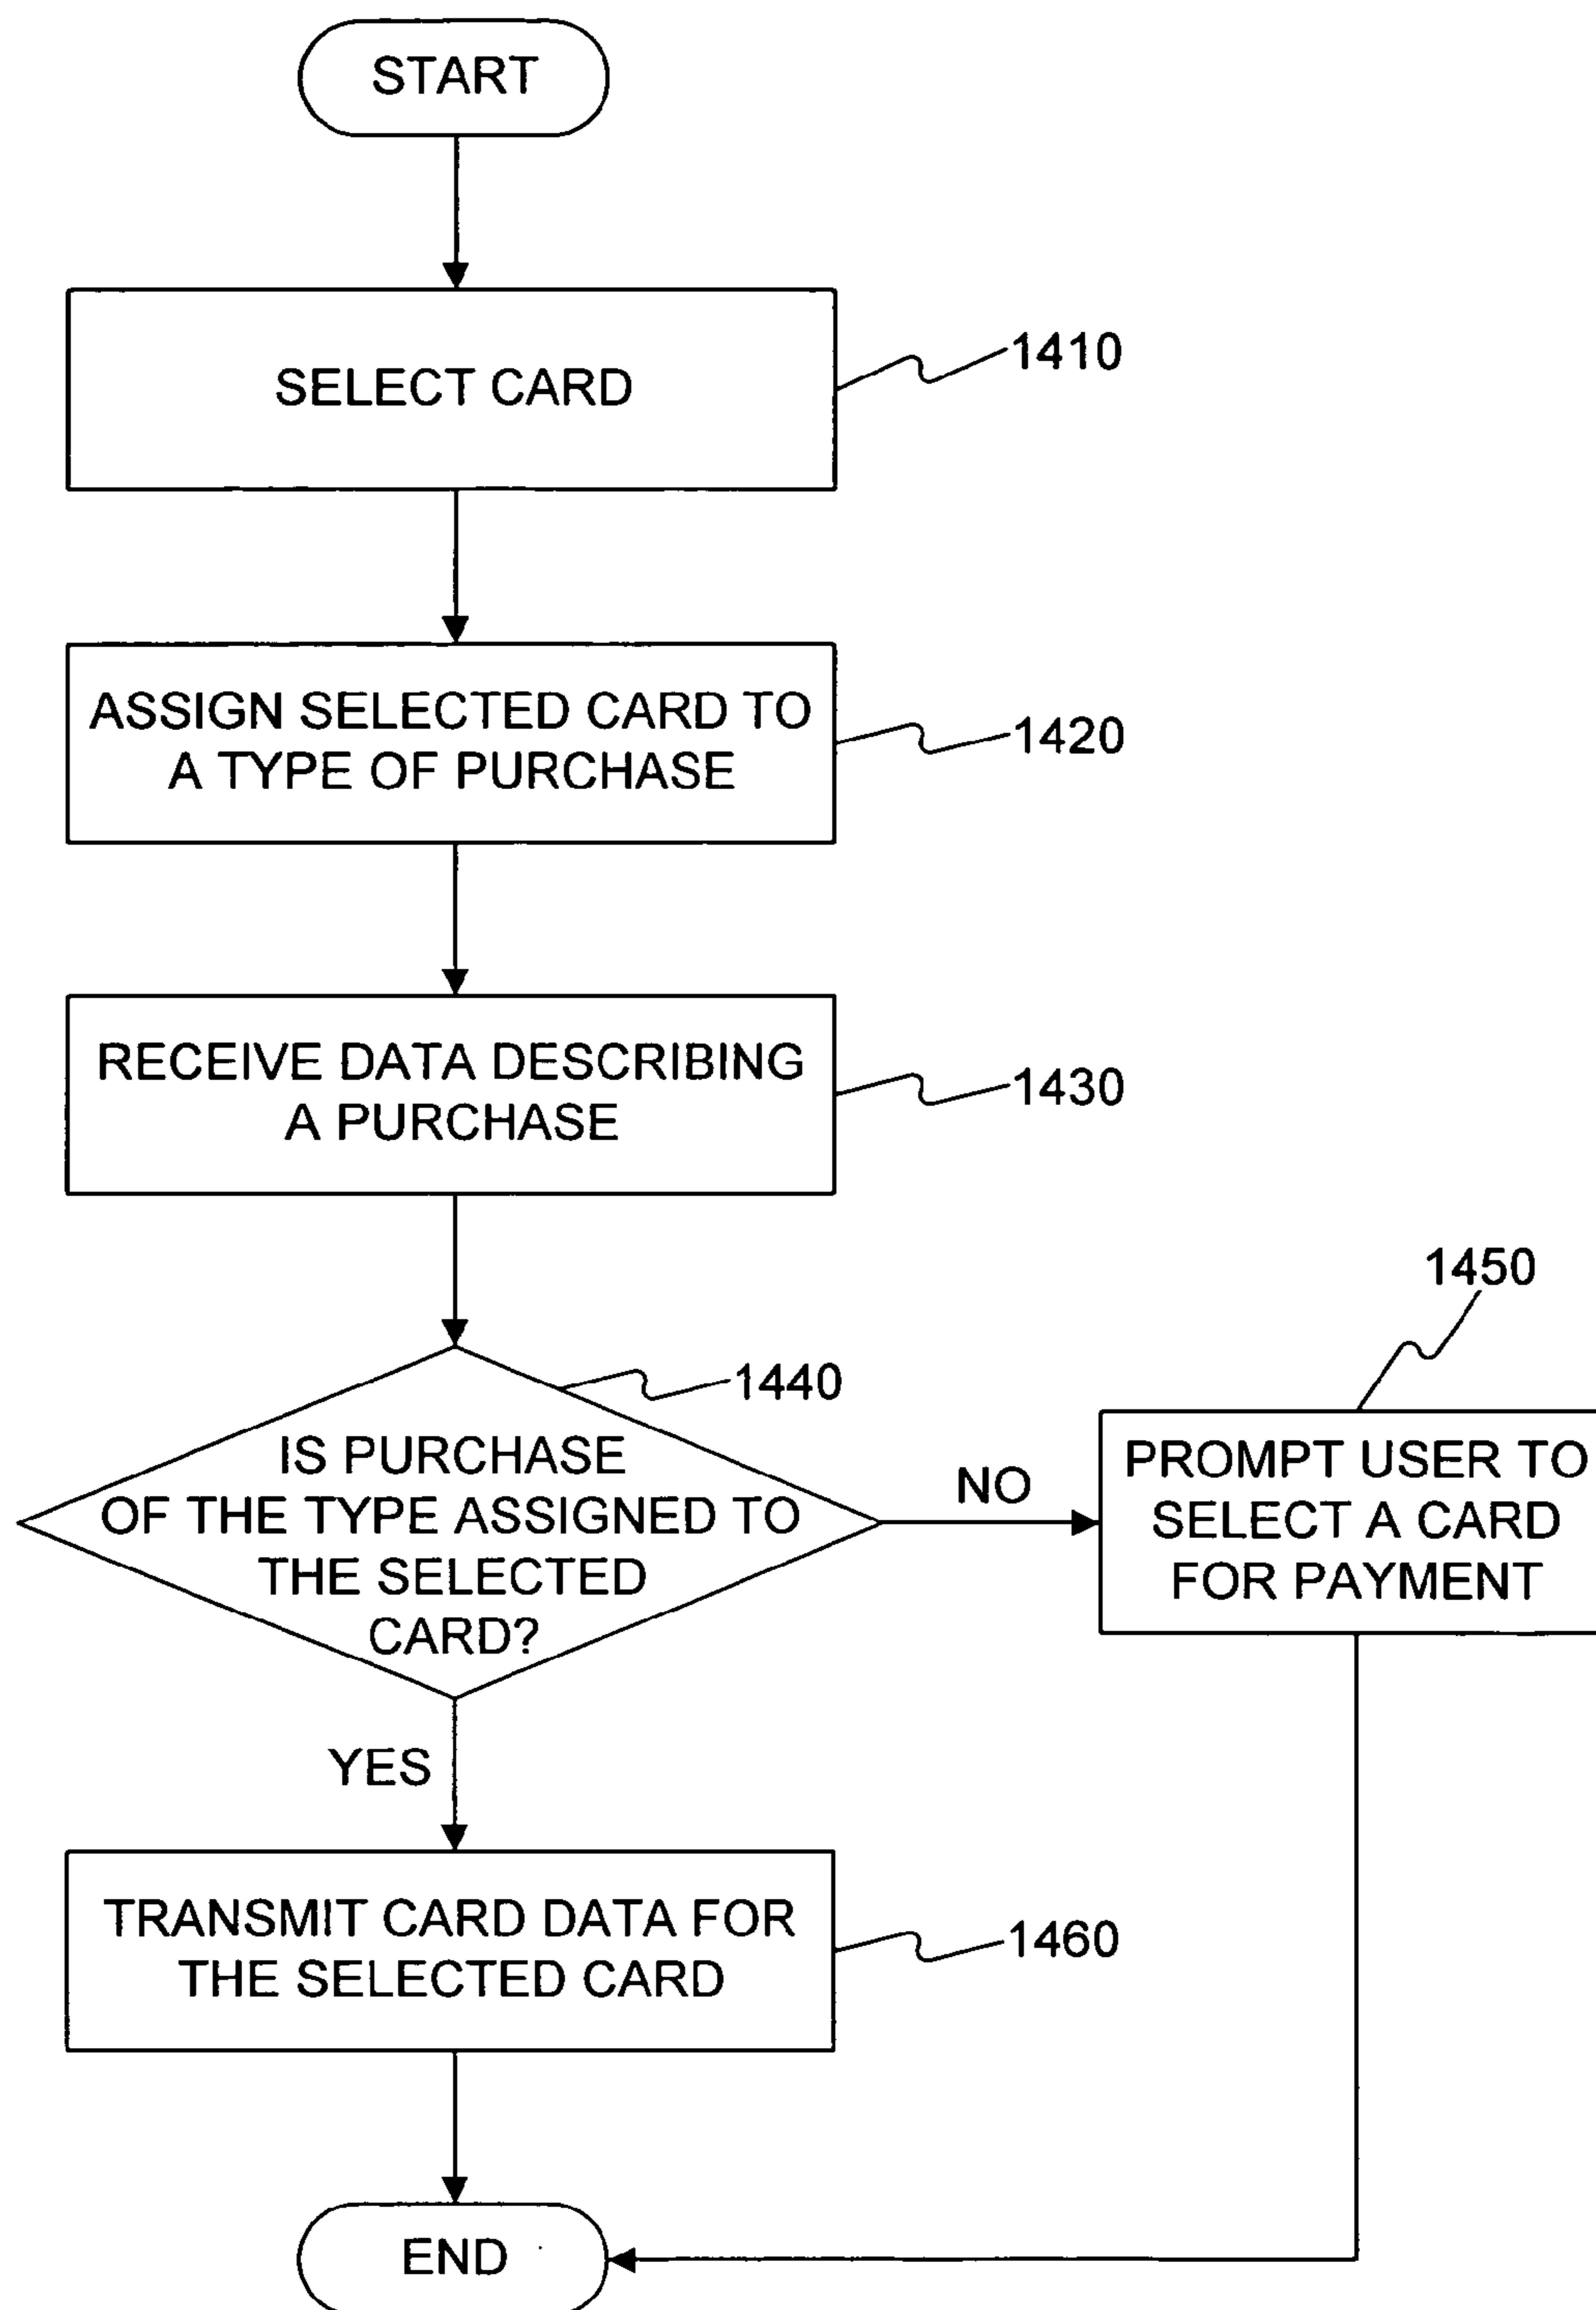 START
SELECT CARD
1410
ASSIGN SELECTED CARD TO
A TYPE OF PURCHASE
1420
RECEIVE DATA DESCRIBING
A PURCHASE
1430
1440
IS PURCHASE
OF THE TYPE ASSIGNED TO
THE SELECTED
CARD?
NO
1450
PROMPT USER TO
SELECT A CARD
FOR PAYMENT
YES
TRANSMIT CARD DATA FOR
THE SELECTED CARD
1460
END